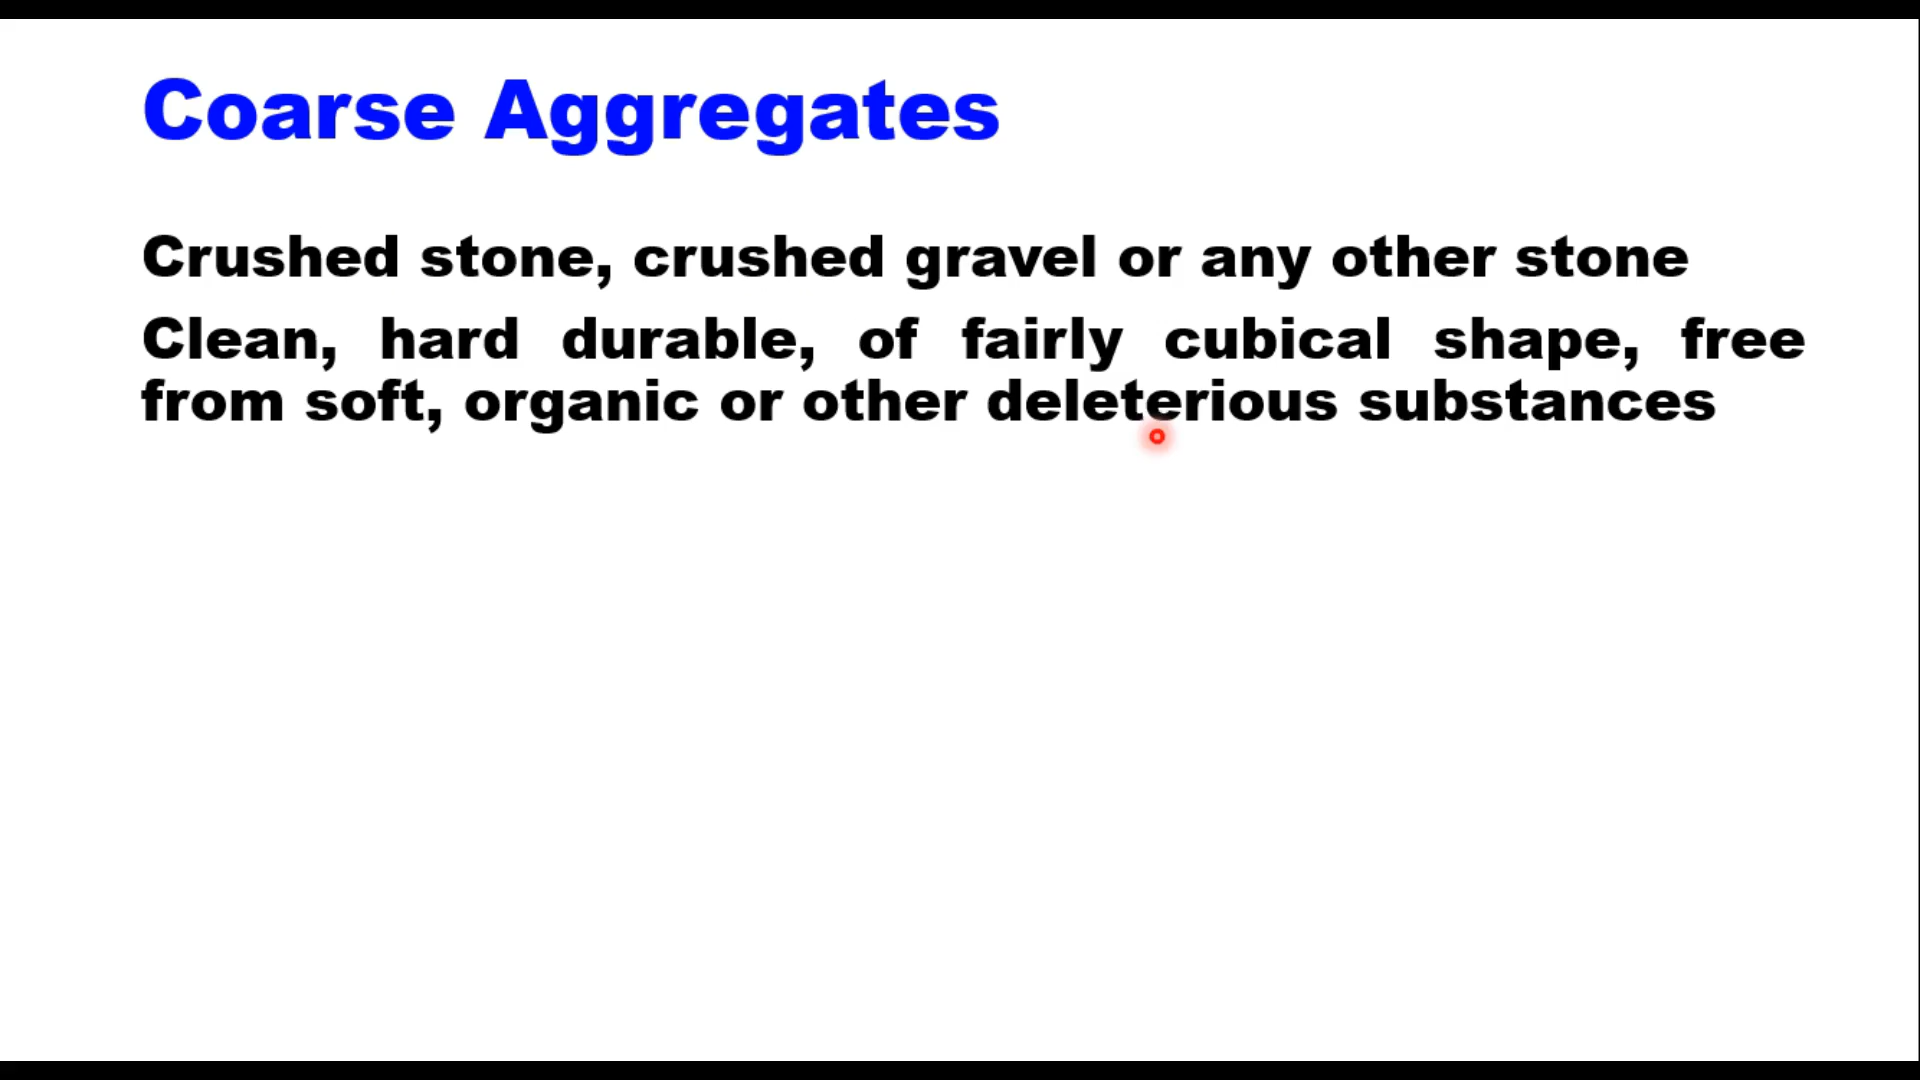 Coarse Aggregates
Crushed stone, crushed gravel or any other stone
Clean, hard durable, of fairly cubical shape, free
from soft, organic or other deleterious substances